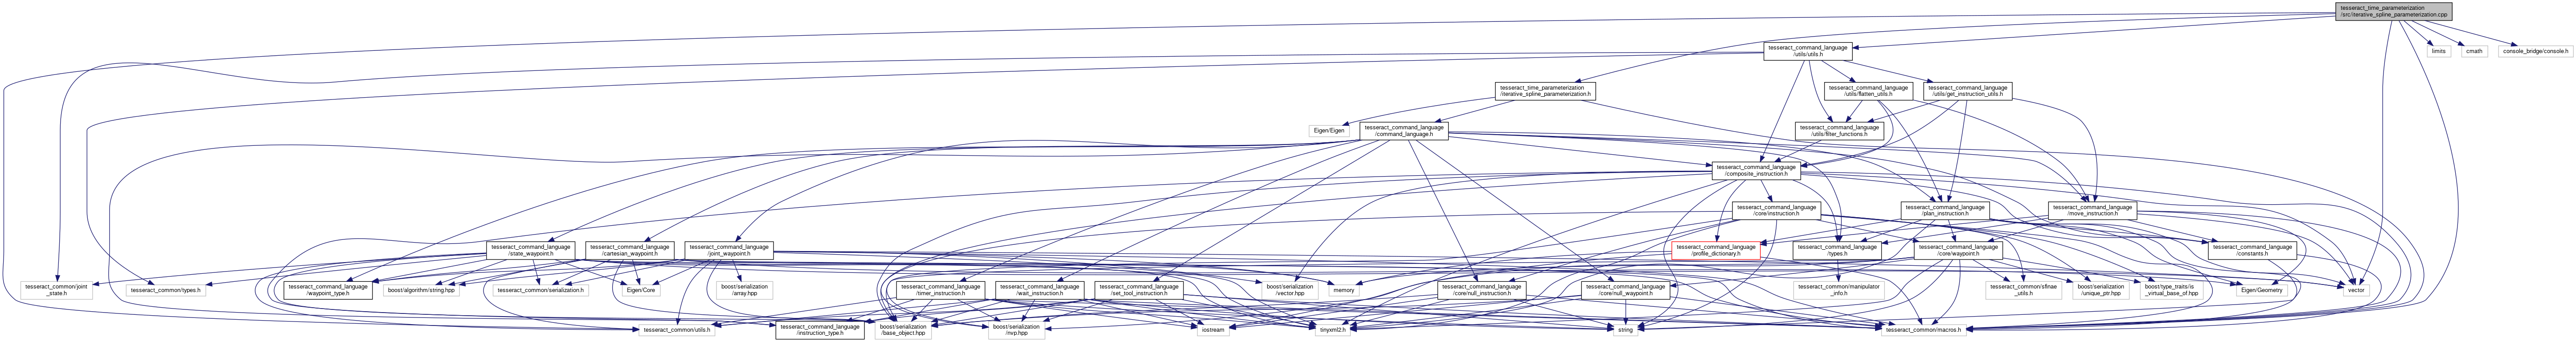 tesseract_time_parameterization
/src/iterative_spline_parameterization.cpp
tesseract_command_language
/utils/utils.h
limits
cmath
console_bridge/console.h
tesseract_time_parameterization
/iterative_spline_parameterization.h
tesseract_command_language
/utils/flatten_utils.h
tesseract_command_language
/utils/get_instruction_utils.h
Eigen/Eigen
tesseract_command_language
/command_language.h
tesseract_command_language
/utils/filter_functions.h
tesseract_command_language
/composite_instruction.h
tesseract_command_language
/core/instruction.h
tesseract_command_language
/plan_instruction.h
tesseract_command_language
/move_instruction.h
tesseract_command_language
/state_waypoint.h
tesseract_command_language
/cartesian_waypoint.h
tesseract_command_language
/joint_waypoint.h
tesseract_command_language
/profile_dictionary.h
tesseract_command_language
/types.h
tesseract_command_language
/core/waypoint.h
tesseract_command_language
/constants.h
tesseract_common/joint
_state.h
tesseract_common/types.h
tesseract_command_language
/waypoint_type.h
boost/algorithm/string.hpp
tesseract_common/serialization.h
Eigen/Core
boost/serialization
/array.hpp
tesseract_command_language
/timer_instruction.h
tesseract_command_language
/wait_instruction.h
tesseract_command_language
/set_tool_instruction.h
boost/serialization
/vector.hpp
memory
tesseract_command_language
/core/null_instruction.h
tesseract_command_language
/core/null_waypoint.h
tesseract_common/manipulator
_info.h
tesseract_common/sfinae
_utils.h
boost/serialization
/unique_ptr.hpp
boost/type_traits/is
_virtual_base_of.hpp
Eigen/Geometry
vector
tesseract_common/utils.h
tesseract_command_language
/instruction_type.h
boost/serialization
/base_object.hpp
boost/serialization
/nvp.hpp
iostream
tinyxml2.h
string
tesseract_common/macros.h